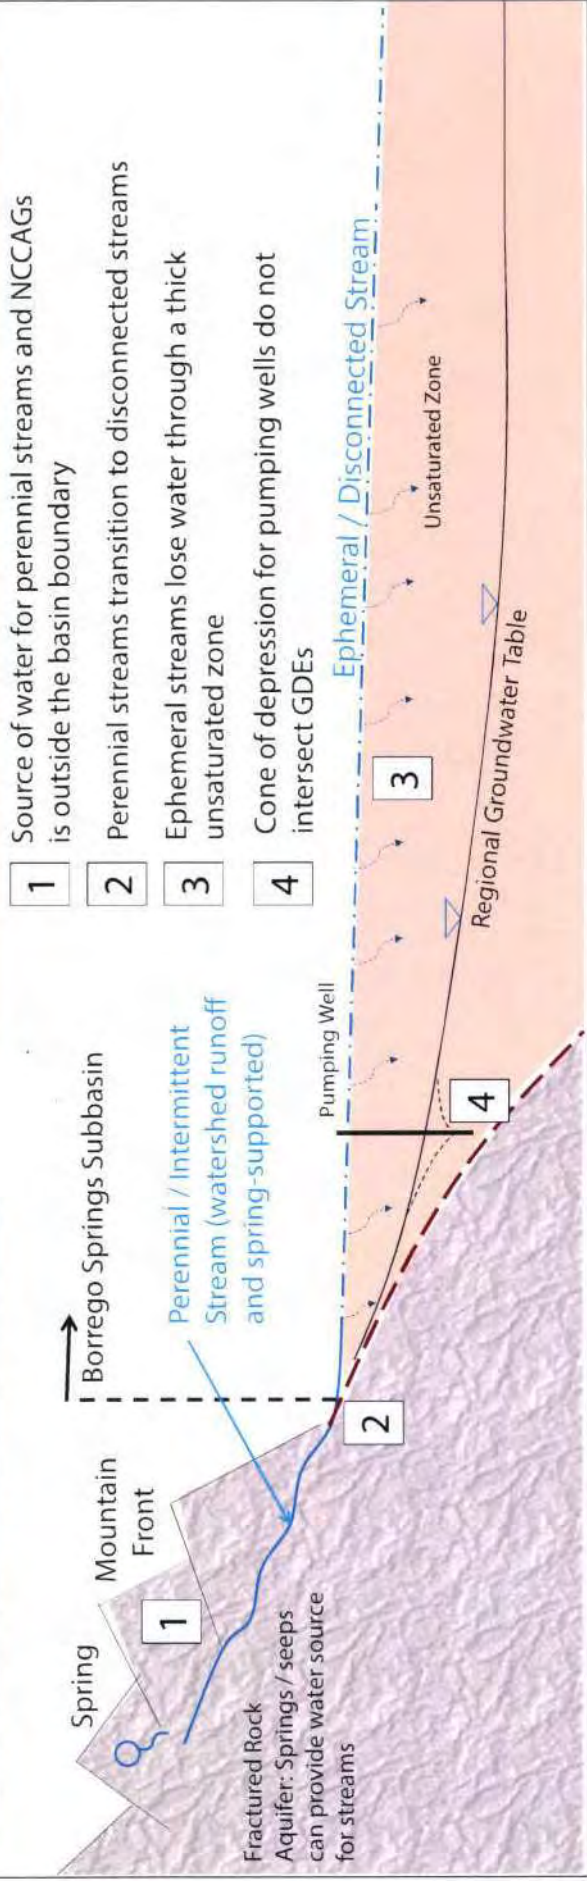 1
Source of water for perennial streams and NCCAGs
is outside the basin boundary
2
Perennial streams transition to disconnected streams
3
Ephemeral streams lose water through a thick
unsaturated zone
4
Cone of depression for pumping wells do not
intersect GDEs
Borrego Springs Subbasin
Spring
Mountain
Front
Perennial / Intermittent
Stream (watershed runoff
and spring-supported)
1
Fractured Rock
Aquifer: Springs / seeps
can provide water source
for streams
2
Pumping Well
Ephemeral / Disconnected Stream
3
Unsaturated Zone
4
Regional Groundwater Table